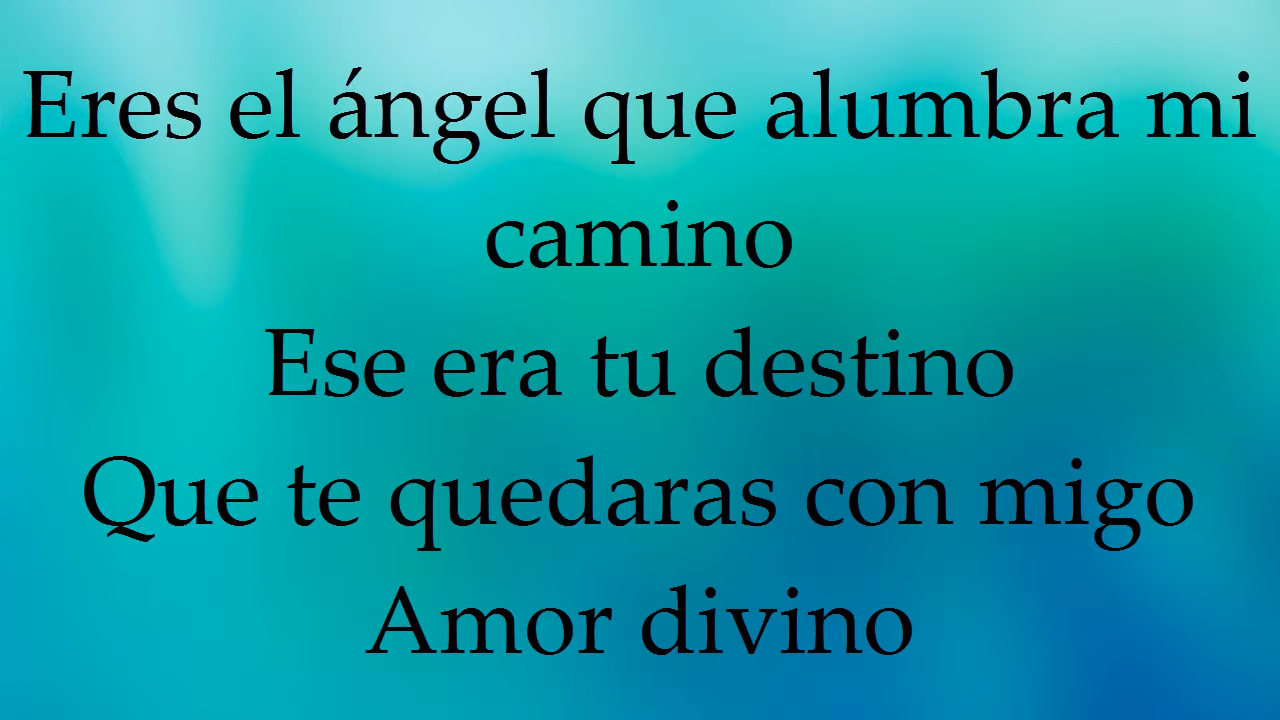 Eres el ángel que alumbra mi
camino
Ese era tu destino
Que te quedaras con migo
Amor divino